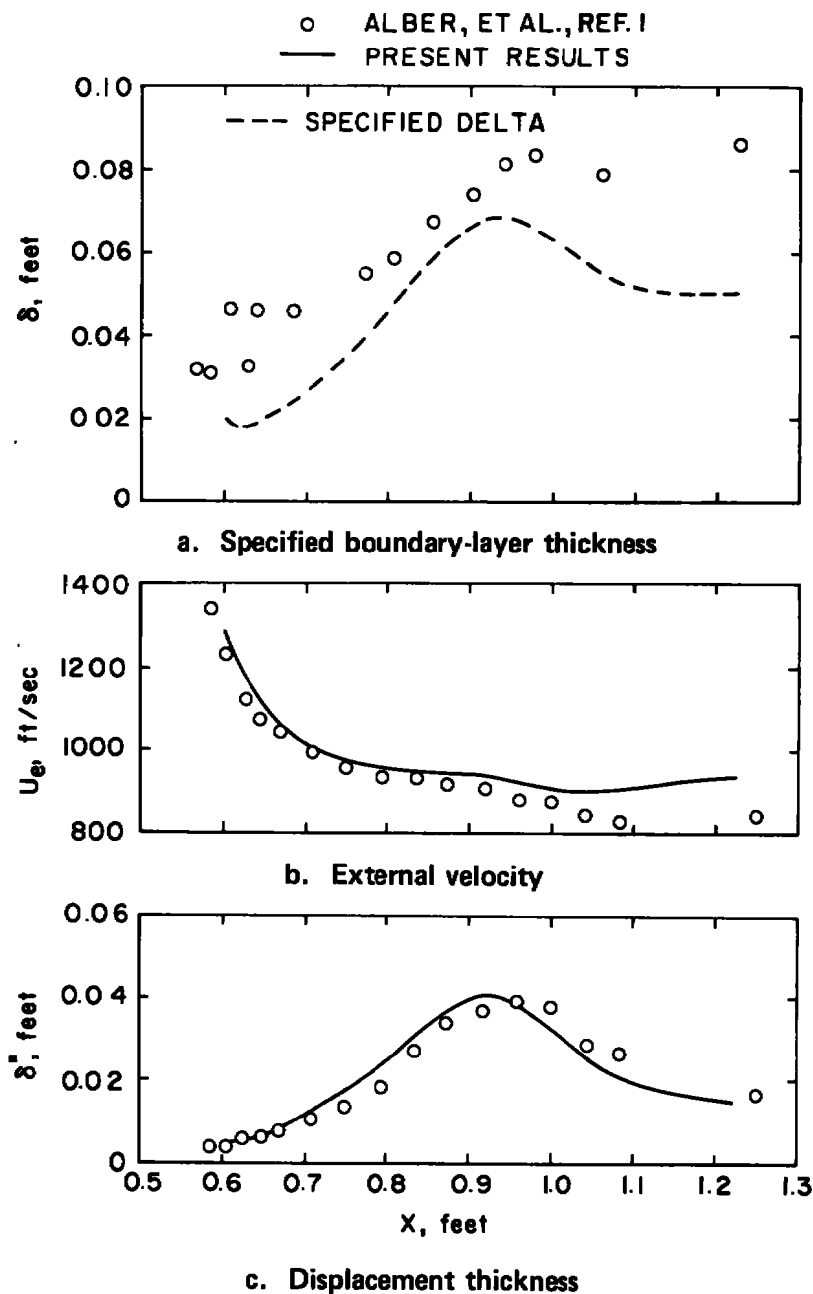 ALBER, ET AL., REF. 1
PRESENT RESULTS
0.10
SPECIFIED DELTA
0.08
0.06
0.04
0.02
0
δ, feet
a. Specified boundary-layer thickness
1400
1200
1000
800
Ue, ft/sec
b. External velocity
0.06
0.04
0.02
0
δ*, feet
0.5 0.6 0.7 0.8 0.9 1.0 1.1 1.2 1.3
X, feet
c. Displacement thickness